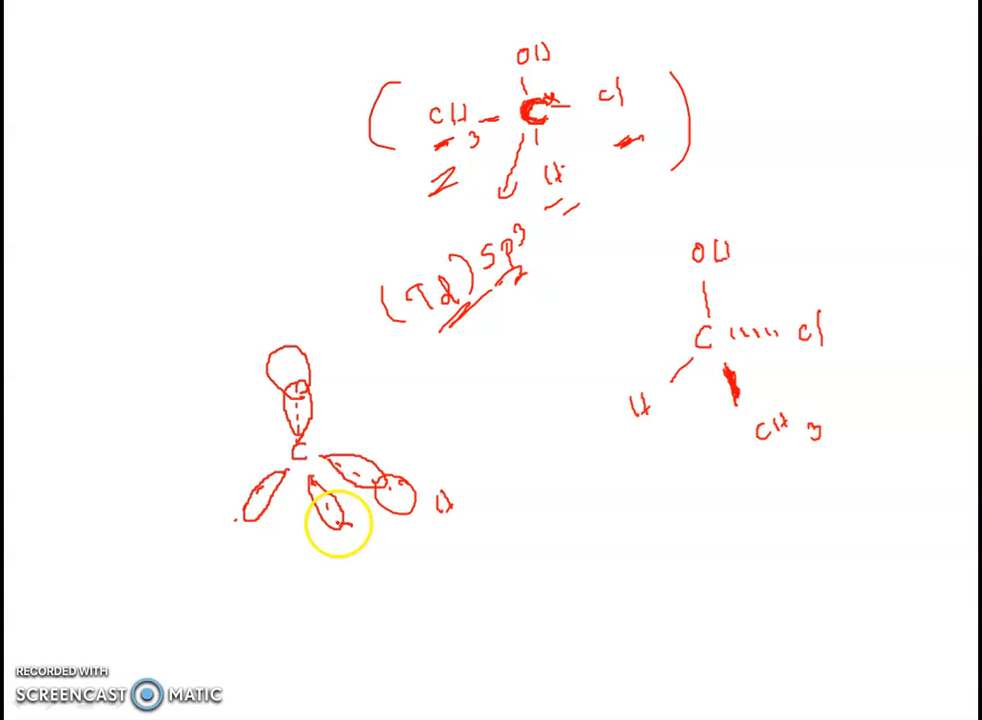 OH
CH3 - C* - Cl
H
(Td) SP3
OH
C Cl
H
CH3
C
H
RECORDED WITH
SCREENCAST MATIC